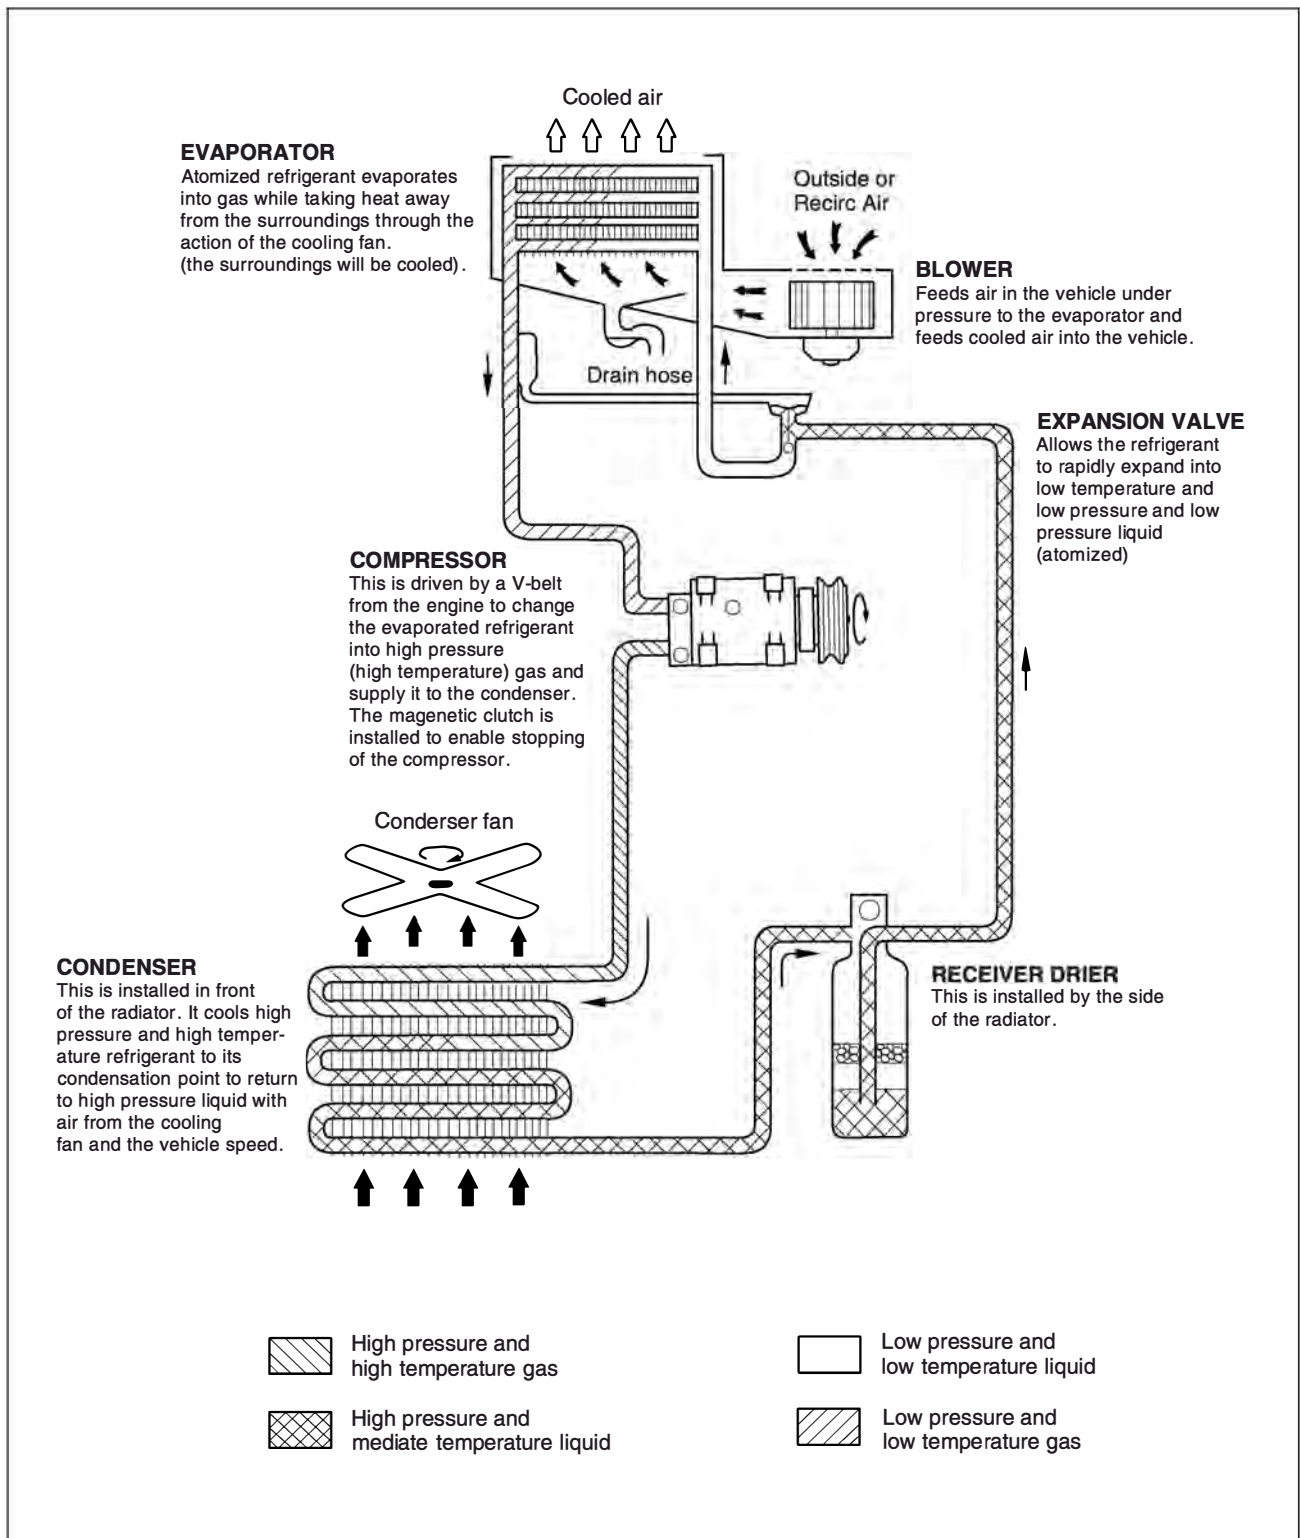 Cooled air
EVAPORATOR
Atomized refrigerant evaporates
into gas while taking heat away
from the surroundings through the
action of the cooling fan.
(the surroundings will be cooled).
Outside or
Recirc Air
BLOWER
Feeds air in the vehicle under
pressure to the evaporator and
feeds cooled air into the vehicle.
Drain hose
EXPANSION VALVE
Allows the refrigerant
to rapidly expand into
low temperature and
low pressure and low
pressure liquid
(atomized)
COMPRESSOR
This is driven by a V-belt
from the engine to change
the evaporated refrigerant
into high pressure
(high temperature) gas and
supply it to the condenser.
The magenetic clutch is
installed to enable stopping
of the compressor.
Conderser fan
CONDENSER
This is installed in front
of the radiator. It cools high
pressure and high temper-
ature refrigerant to its
condensation point to return
to high pressure liquid with
air from the cooling
fan and the vehicle speed.
RECEIVER DRIER
This is installed by the side
of the radiator.
High pressure and
high temperature gas
High pressure and
mediate temperature liquid
Low pressure and
low temperature liquid
Low pressure and
low temperature gas